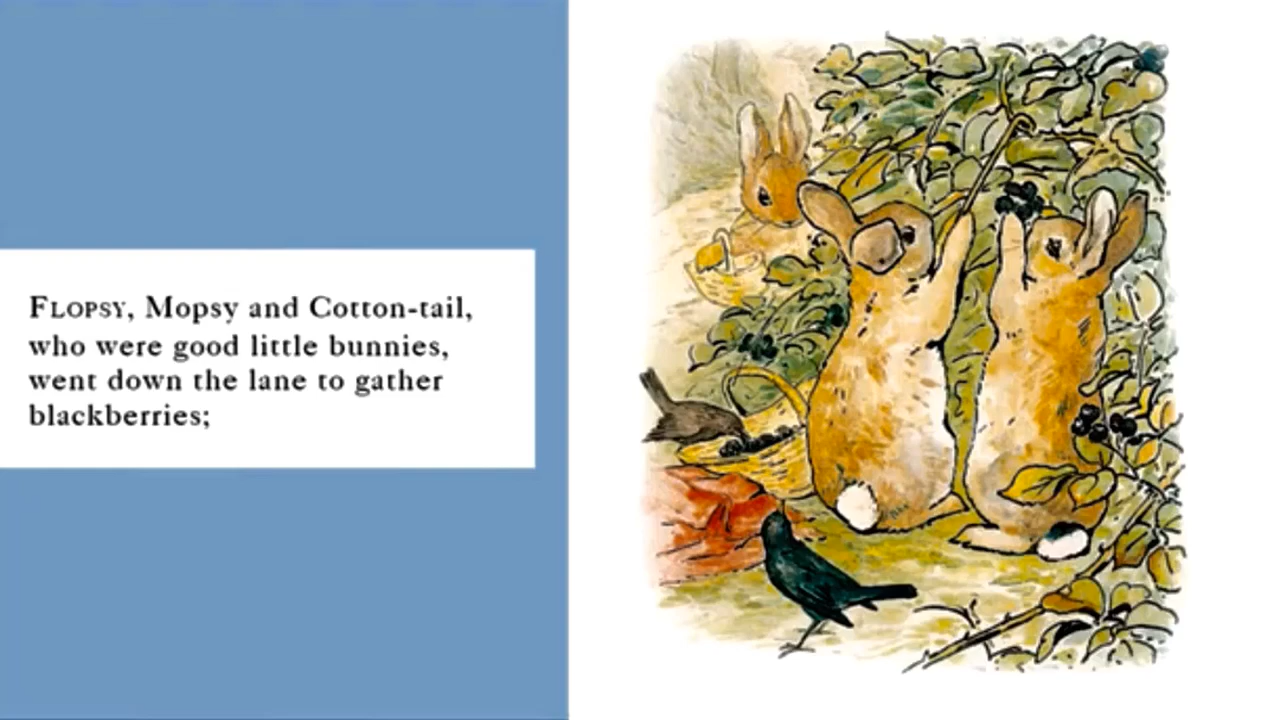 FLOPSY, Mopsy and Cotton-tail,
who were good little bunnies,
went down the lane to gather
blackberries;